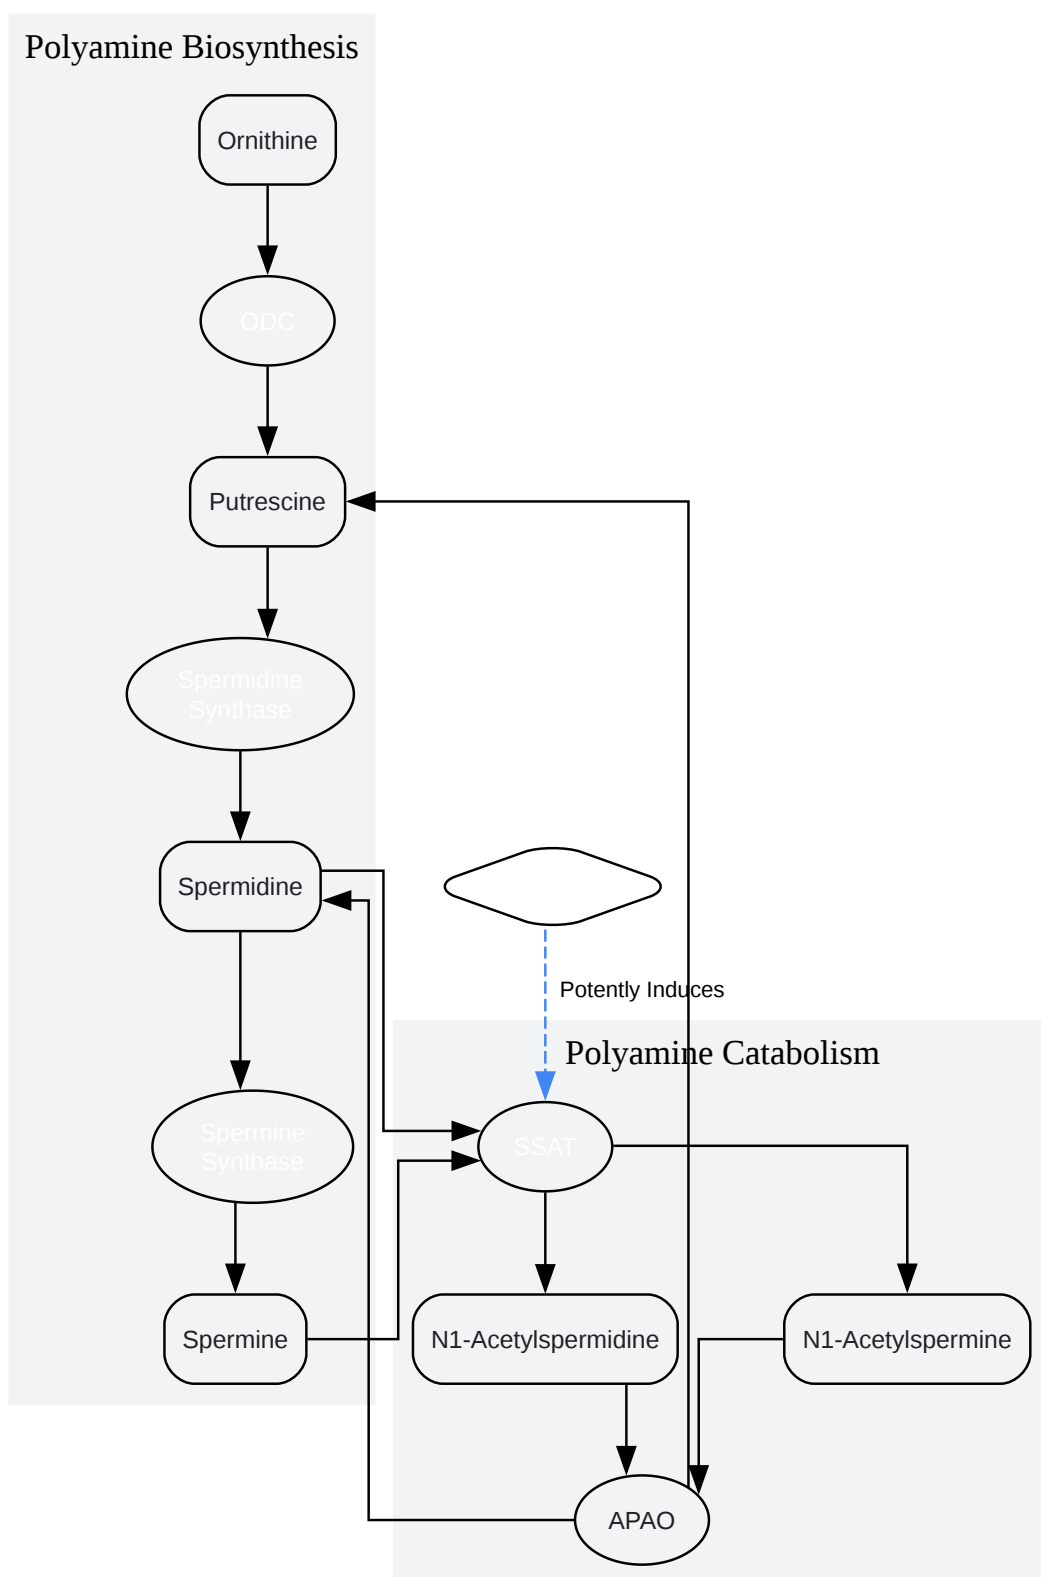 Polyamine Biosynthesis
Ornithine
ODC
Putrescine
Spermidine
Synthase
Spermidine
Potently Induces
Polyamine Catabolism
Spermine
Synthase
SSAT
Spermine
N1-Acetylspermidine
N1-Acetylspermine
APAO